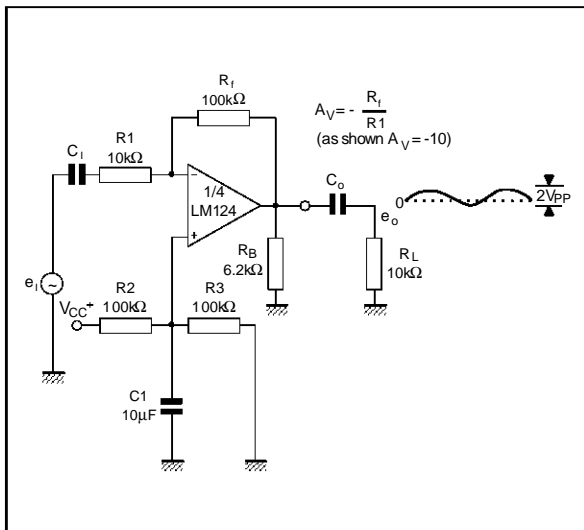 Rf
100kΩ
AV = - Rf
R1
(as shown AV = -10)
CI
R1
10kΩ
1/4
LM124
-
+
Co
0
2VPP
eo
RB
6.2kΩ
RL
10kΩ
eI
~
VCC+
R2
100kΩ
R3
100kΩ
C1
10µF